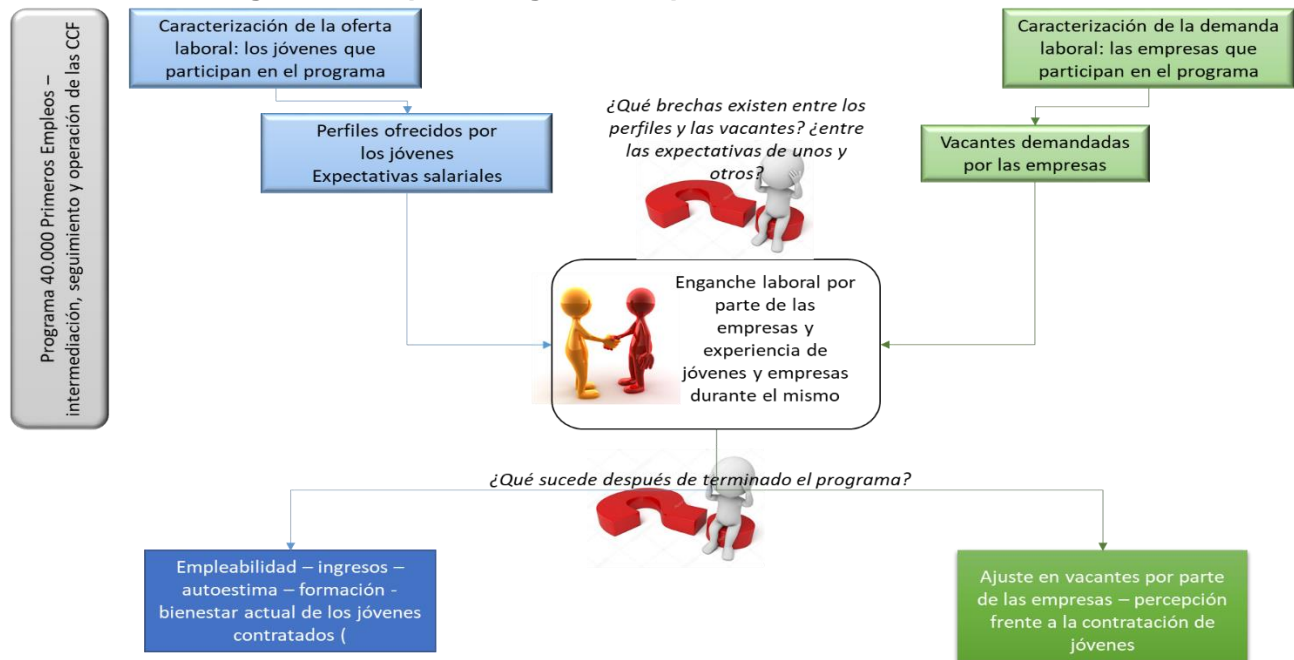 Programa 40.000 Primeros Empleos –
intermediación, seguimiento y operación de las CCF
Caracterización de la oferta
laboral: los jóvenes que
participan en el programa
Caracterización de la demanda
laboral: las empresas que
participan en el programa
Perfiles ofrecidos por
los jóvenes
Expectativas salariales
¿Qué brechas existen entre los
perfiles y las vacantes? ¿entre
las expectativas de unos y
otros?
Vacantes demandadas
por las empresas
Enganche laboral por
parte de las
empresas y
experiencia de
jóvenes y empresas
durante el mismo
¿Qué sucede después de terminado el programa?
Empleabilidad – ingresos –
autoestima – formación -
bienestar actual de los jóvenes
contratados (
Ajuste en vacantes por parte
de las empresas – percepción
frente a la contratación de
jóvenes